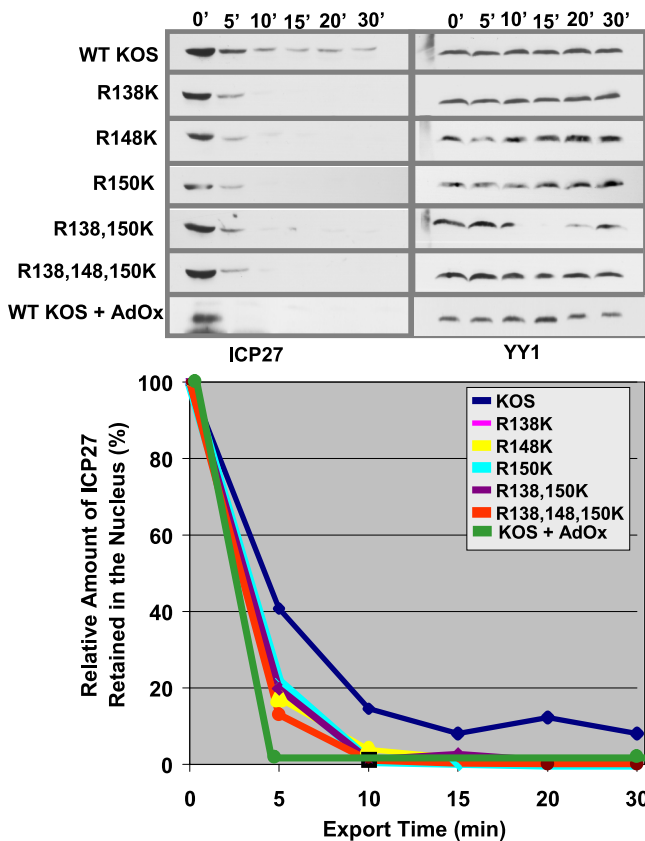 0' 5' 10' 15' 20' 30' 0' 5' 10' 15' 20' 30'
WT KOS
R138K
R148K
R150K
R138,150K
R138,148,150K
WT KOS + AdOx
ICP27 YY1
Relative Amount of ICP27
Retained in the Nucleus (%)
100
80
60
40
20
0
KOS
R138K
R148K
R150K
R138,150K
R138,148,150K
KOS + AdOx
0 5 10 15 20 30
Export Time (min)